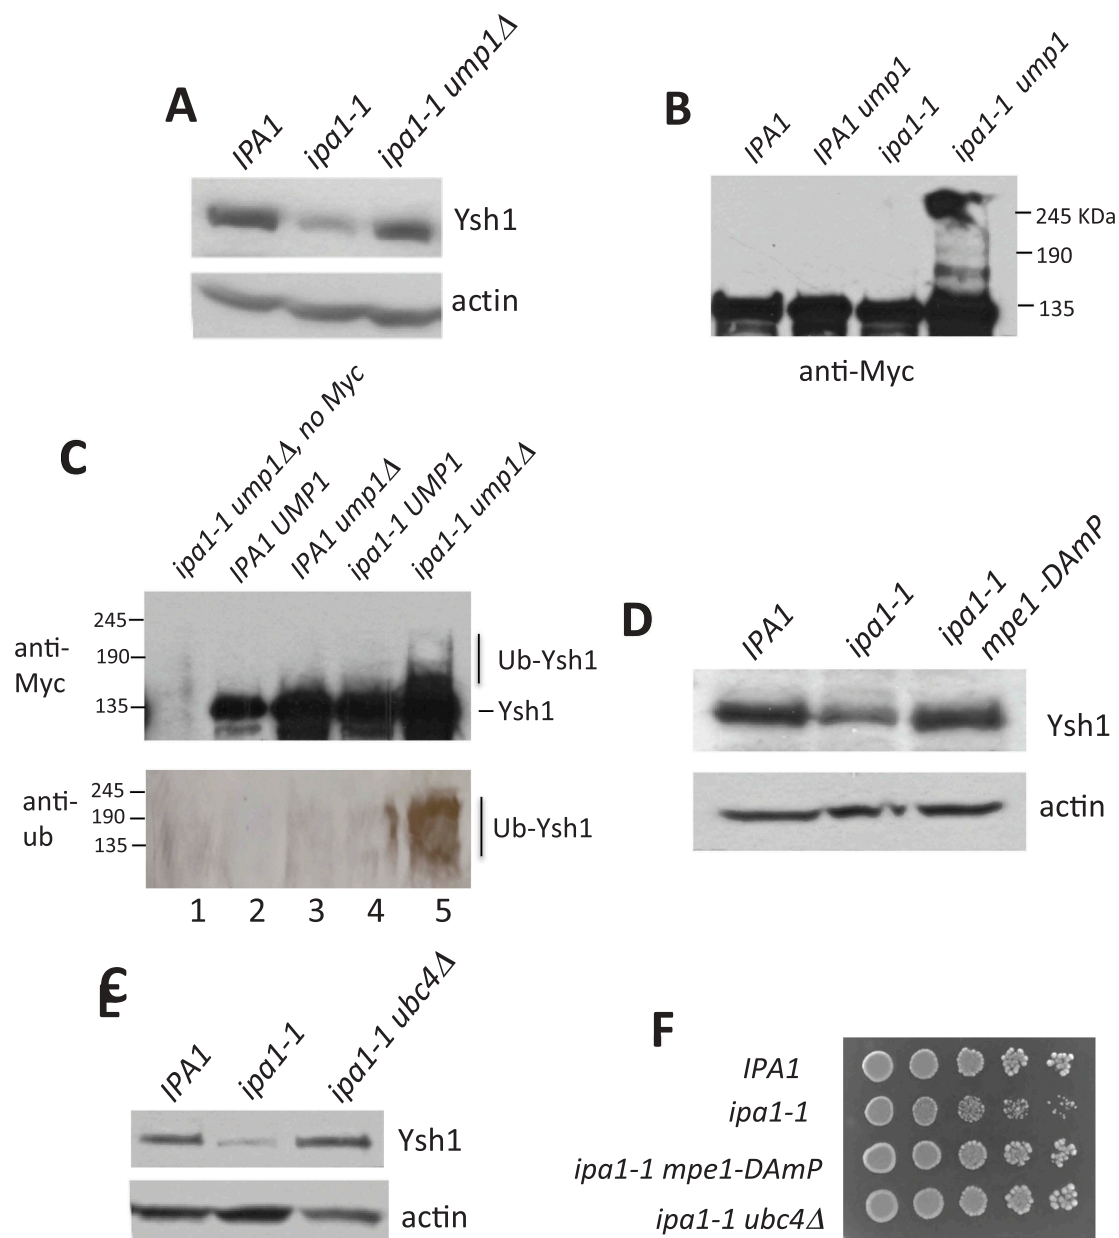 A
IPA1
ipa1-1
ipa1-1 ump1Δ
Ysh1
actin
B
IPA1
IPA1 ump1
ipa1-1
ipa1-1 ump1
245 KDa
190
135
anti-Myc
C
ipa1-1 ump1Δ, no Myc
IPA1 UMP1
IPA1 ump1Δ
ipa1-1 UMP1
ipa1-1 ump1Δ
anti-
Myc
245
190
135
Ub-Ysh1
Ysh1
anti-
ub
245
190
135
Ub-Ysh1
1 2 3 4 5
D
IPA1
ipa1-1
ipa1-1
mpe1 -DAmP
Ysh1
actin
C
E
IPA1
ipa1-1
ipa1-1 ubc4Δ
Ysh1
actin
F
IPA1
ipa1-1
ipa1-1 mpe1-DAmP
ipa1-1 ubc4Δ